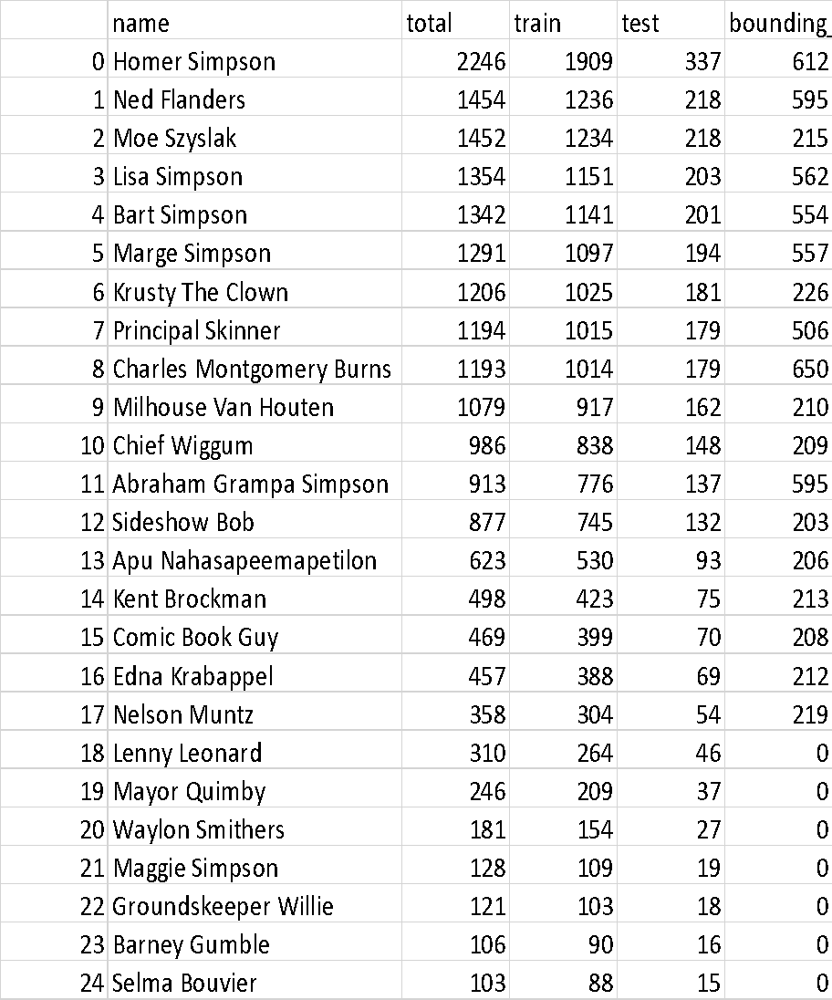 name total train test bounding_
0 Homer Simpson 2246 1909 337 612
1 Ned Flanders 1454 1236 218 595
2 Moe Szyslak 1452 1234 218 215
3 Lisa Simpson 1354 1151 203 562
4 Bart Simpson 1342 1141 201 554
5 Marge Simpson 1291 1097 194 557
6 Krusty The Clown 1206 1025 181 226
7 Principal Skinner 1194 1015 179 506
8 Charles Montgomery Burns 1193 1014 179 650
9 Milhouse Van Houten 1079 917 162 210
10 Chief Wiggum 986 838 148 209
11 Abraham Grampa Simpson 913 776 137 595
12 Sideshow Bob 877 745 132 203
13 Apu Nahasapeemapetilon 623 530 93 206
14 Kent Brockman 498 423 75 213
15 Comic Book Guy 469 399 70 208
16 Edna Krabappel 457 388 69 212
17 Nelson Muntz 358 304 54 219
18 Lenny Leonard 310 264 46 0
19 Mayor Quimby 246 209 37 0
20 Waylon Smithers 181 154 27 0
21 Maggie Simpson 128 109 19 0
22 Groundskeeper Willie 121 103 18 0
23 Barney Gumble 106 90 16 0
24 Selma Bouvier 103 88 15 0